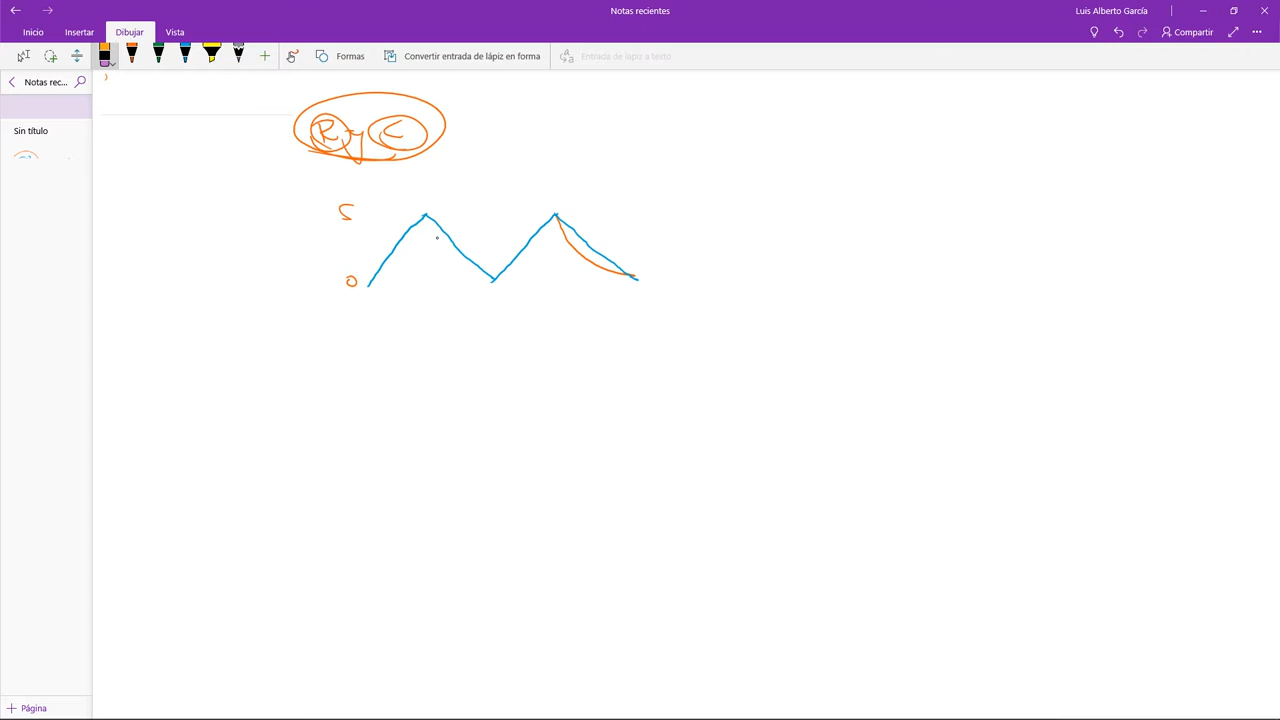 Notas recientes
Luis Alberto García
Inicio
Insertar
Dibujar
Vista
Compartir
Formas
Convertir entrada de lápiz en forma
Entrada de lápiz a texto
Notas rec...
Sin título
R y C
5
0
Página